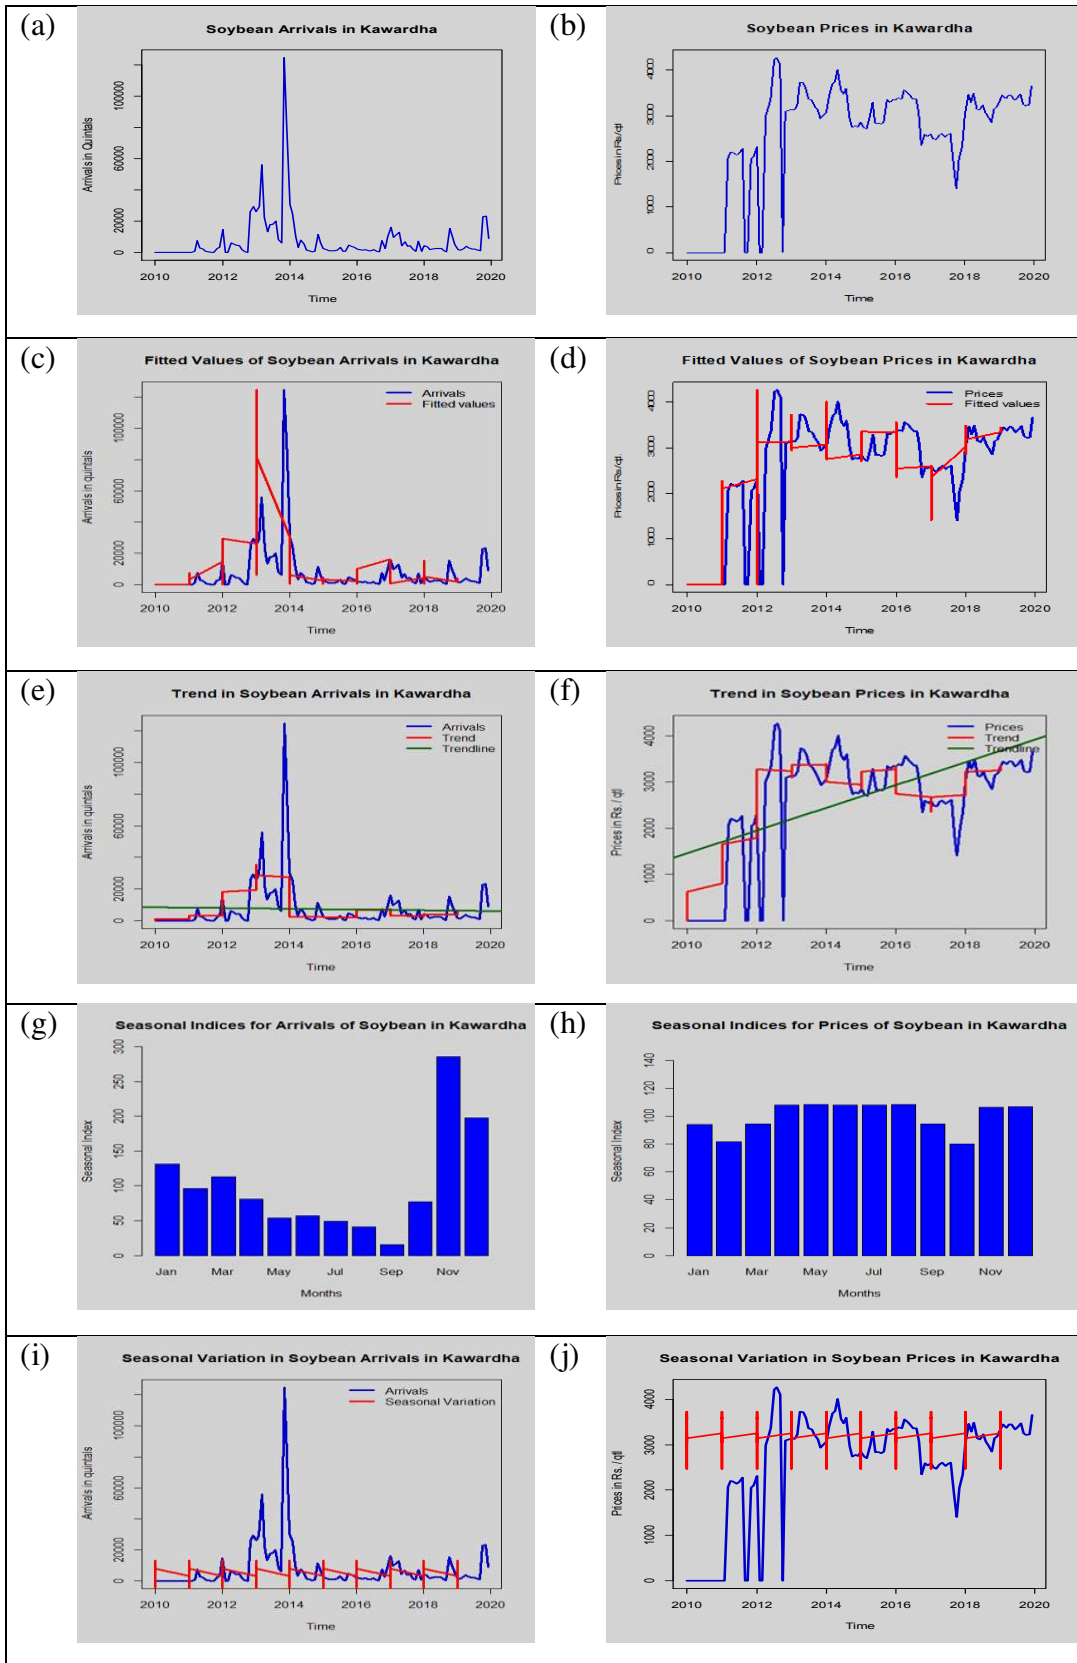 (a)
Soybean Arrivals in Kawardha
Arrivals in Quintals
0 20000 60000 100000
2010 2012 2014 2016 2018 2020
Time
(b)
Soybean Prices in Kawardha
Prices in Rs./qtl
0 1000 2000 3000 4000
2010 2012 2014 2016 2018 2020
Time
(c)
Fitted Values of Soybean Arrivals in Kawardha
Arrivals
Fitted values
Arrivals in quintals
0 20000 60000 100000
2010 2012 2014 2016 2018 2020
Time
(d)
Fitted Values of Soybean Prices in Kawardha
Prices
Fitted values
Prices in Rs./qtl.
0 1000 2000 3000 4000
2010 2012 2014 2016 2018 2020
Time
(e)
Trend in Soybean Arrivals in Kawardha
Arrivals
Trend
Trendline
Arrivals in quintals
0 20000 60000 100000
2010 2012 2014 2016 2018 2020
Time
(f)
Trend in Soybean Prices in Kawardha
Prices
Trend
Trendline
Prices in Rs. / qtl
0 1000 2000 3000 4000
2010 2012 2014 2016 2018 2020
Time
(g)
Seasonal Indices for Arrivals of Soybean in Kawardha
Seasonal Index
0 50 100 150 200 250 300
Jan Mar May Jul Sep Nov
Months
(h)
Seasonal Indices for Prices of Soybean in Kawardha
Seasonal Index
0 20 40 60 80 100 120 140
Jan Mar May Jul Sep Nov
Months
(i)
Seasonal Variation in Soybean Arrivals in Kawardha
Arrivals
Seasonal Variation
Arrivals in quintals
0 20000 60000 100000
2010 2012 2014 2016 2018 2020
Time
(j)
Seasonal Variation in Soybean Prices in Kawardha
Prices in Rs. / qtl
0 1000 2000 3000 4000
2010 2012 2014 2016 2018 2020
Time